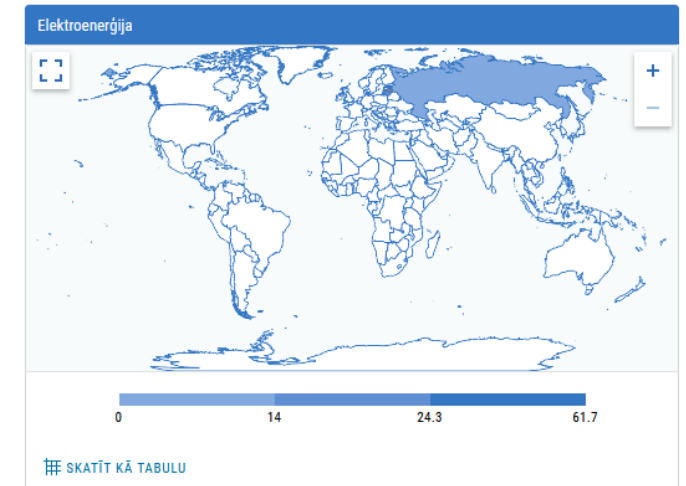 Elektroenerģija
+
−
0 14 24.3 61.7
SKATĪT KĀ TABULU